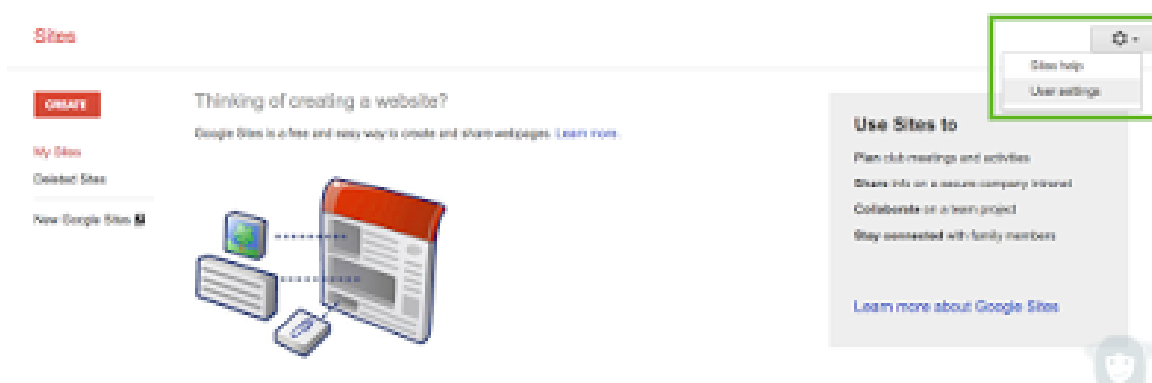 Sites
Sites help
User settings
CREATE
Thinking of creating a website?
Google Sites is a free and easy way to create and share webpages. Learn more.
My Sites
Deleted Sites
New Google Sites
Use Sites to
Plan club meetings and activities
Share info on a secure company intranet
Collaborate on a team project
Stay connected with family members
Learn more about Google Sites